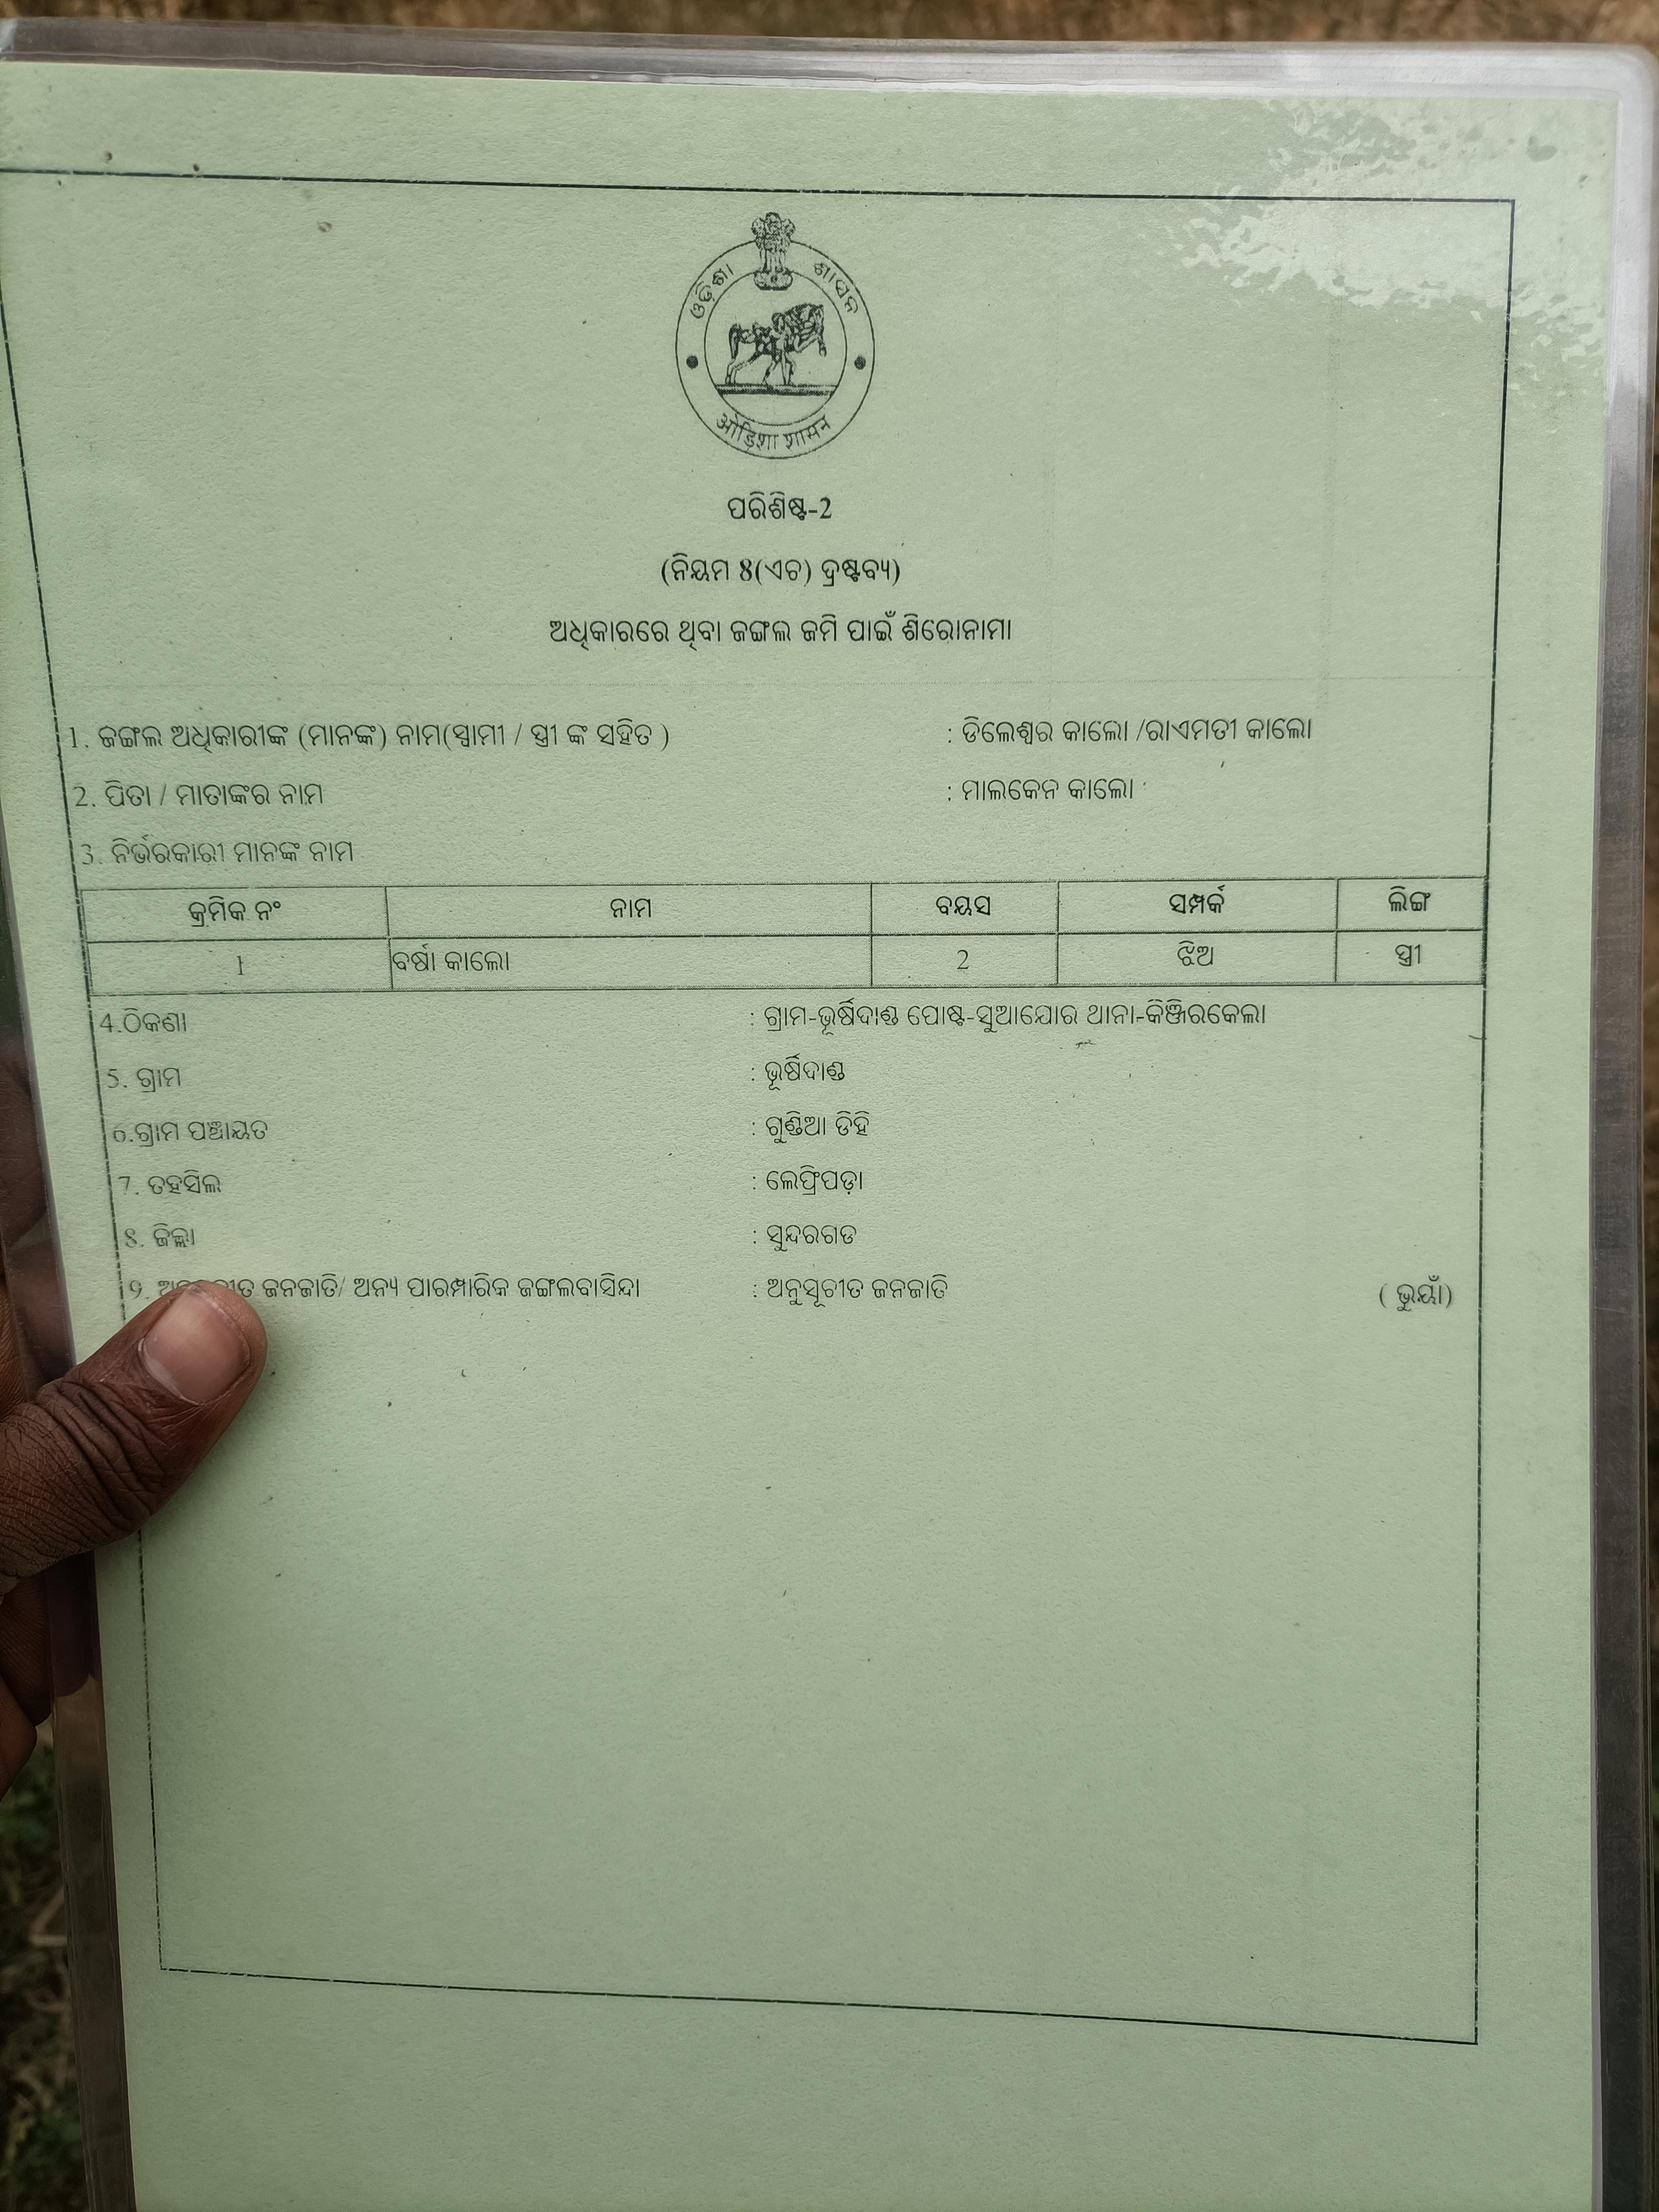 ଓଡ଼ିଶା ଶାସନ
ओड़िशा शासन
ପରିଶିଷ୍ଟ-2
(ନିୟମ 8(ଏଚ) ଦ୍ରଷ୍ଟବ୍ୟ)
ଅଧିକାରରେ ଥିବା ଜଙ୍ଗଲ ଜମି ପାଇଁ ଶିରୋନାମା
1. ଜଙ୍ଗଲ ଅଧିକାରୀଙ୍କ (ମାନଙ୍କ) ନାମ(ସ୍ଵାମୀ / ସ୍ତ୍ରୀ ଙ୍କ ସହିତ ) : ଡିଲେଶ୍ଵର କାଲୋ /ରାଏମତୀ କାଲୋ
2. ପିତା / ମାତାଙ୍କର ନାମ : ମାଲକେନ କାଲୋ
3. ନିର୍ଭରକାରୀ ମାନଙ୍କ ନାମ
କ୍ରମିକ ନଂ ନାମ ବୟସ ସମ୍ପର୍କ ଲିଙ୍ଗ
1 ବର୍ଷା କାଲୋ 2 ଝିଅ ସ୍ତ୍ରୀ
4.ଠିକଣା : ଗ୍ରାମ-ଭୂର୍ଷିଦାଣ୍ଡ ପୋଷ୍ଟ-ସୁଆଯୋର ଥାନା-କିଞ୍ଜିରକେଲା
5. ଗ୍ରାମ : ଭୂର୍ଷିଦାଣ୍ଡ
6.ଗ୍ରାମ ପଞ୍ଚାୟତ : ଗୁଣ୍ଡିଆ ଡିହି
7. ତହସିଲ : ଲେଫ୍ରିପଡ଼ା
8. ଜିଲ୍ଲା : ସୁନ୍ଦରଗଡ
9. ଜନଜାତି/ ଅନ୍ୟ ପାରମ୍ପାରିକ ଜଙ୍ଗଲବାସିନ୍ଦା : ଅନୁସୂଚୀତ ଜନଜାତି ( ଭୁୟାଁ)